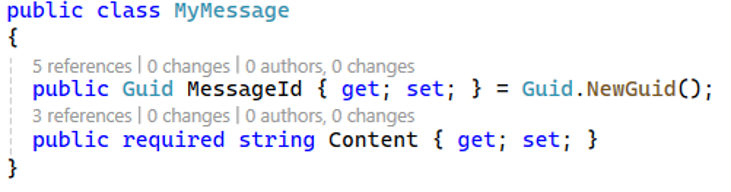 public class MyMessage
{
5 references | 0 changes | 0 authors, 0 changes
public Guid MessageId { get; set; } = Guid.NewGuid();
3 references | 0 changes | 0 authors, 0 changes
public required string Content { get; set; }
}